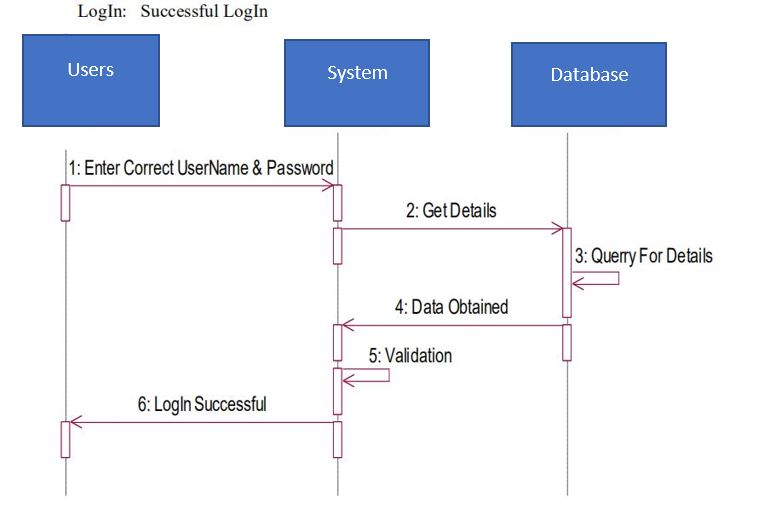 LogIn: Successful LogIn
Users
System
Database
1: Enter Correct UserName & Password
2: Get Details
3: Querry For Details
4: Data Obtained
5: Validation
6: LogIn Successful